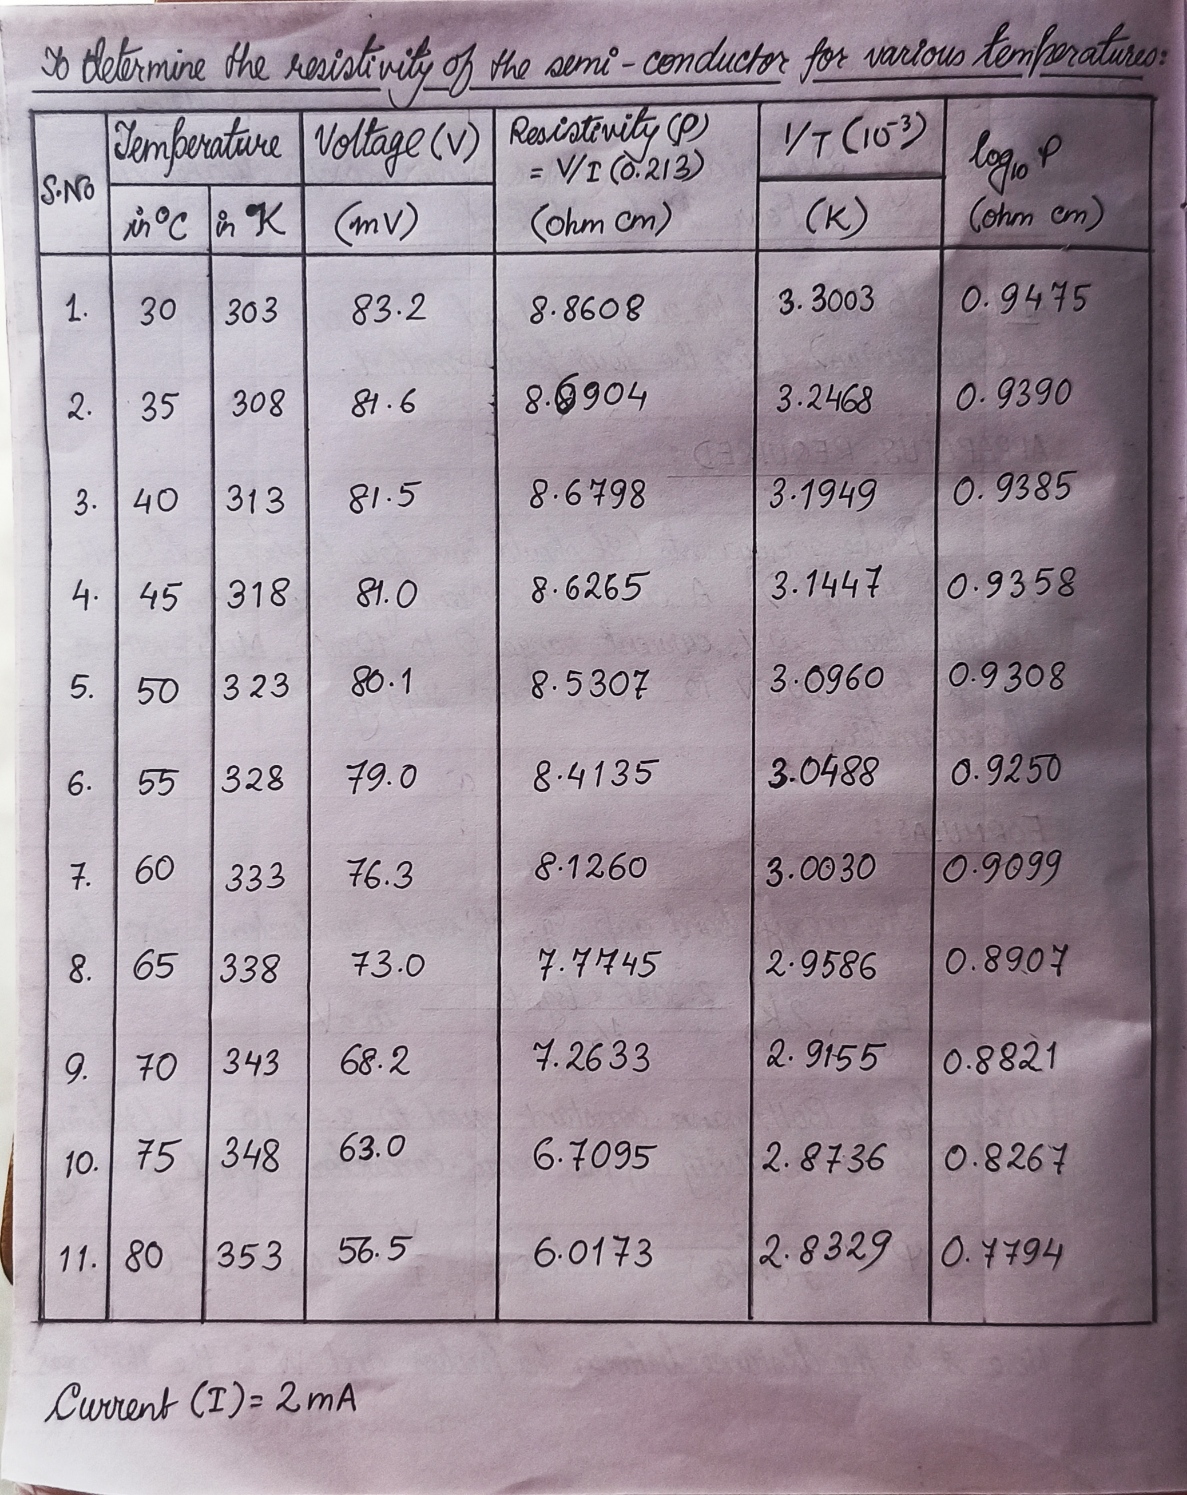 To determine the resistivity of the semi-conductor for various temperatures:
S.No Temperature Voltage (V) Resistivity (ρ) = V/I (0.213) 1/T (10⁻³) log₁₀ ρ
in °C in °K (mV) (ohm cm) (K) (ohm cm)
1. 30 303 83.2 8.8608 3.3003 0.9475
2. 35 308 81.6 8.6904 3.2468 0.9390
3. 40 313 81.5 8.6798 3.1949 0.9385
4. 45 318 81.0 8.6265 3.1447 0.9358
5. 50 323 80.1 8.5307 3.0960 0.9308
6. 55 328 79.0 8.4135 3.0488 0.9250
7. 60 333 76.3 8.1260 3.0030 0.9099
8. 65 338 73.0 7.7745 2.9586 0.8907
9. 70 343 68.2 7.2633 2.9155 0.8821
10. 75 348 63.0 6.7095 2.8736 0.8267
11. 80 353 56.5 6.0173 2.8329 0.7794
Current (I) = 2mA